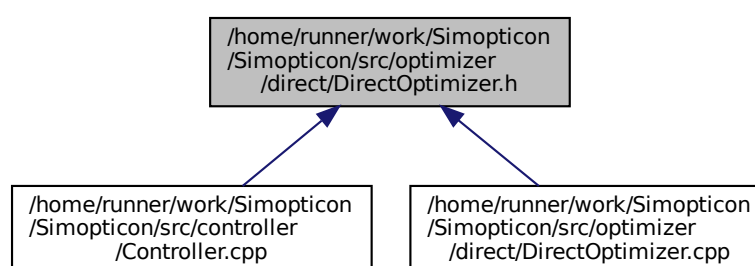 /home/runner/work/Simopticon
/Simopticon/src/optimizer
/direct/DirectOptimizer.h
/home/runner/work/Simopticon
/Simopticon/src/controller
/Controller.cpp
/home/runner/work/Simopticon
/Simopticon/src/optimizer
/direct/DirectOptimizer.cpp